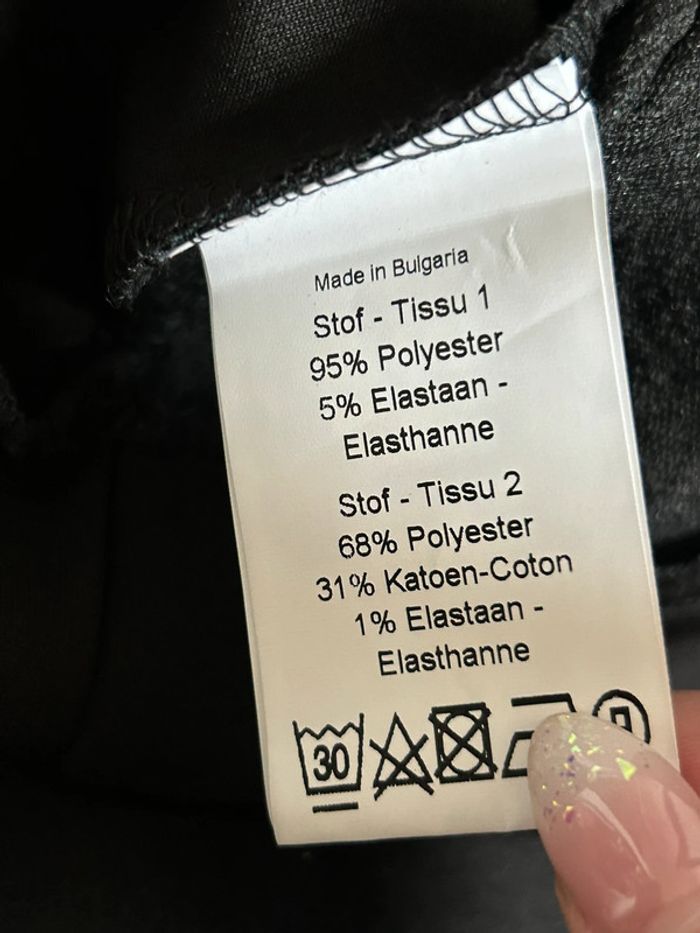 Made in Bulgaria
Stof - Tissu 1
95% Polyester
5% Elastaan -
Elasthanne
Stof - Tissu 2
68% Polyester
31% Katoen-Coton
1% Elastaan -
Elasthanne
30